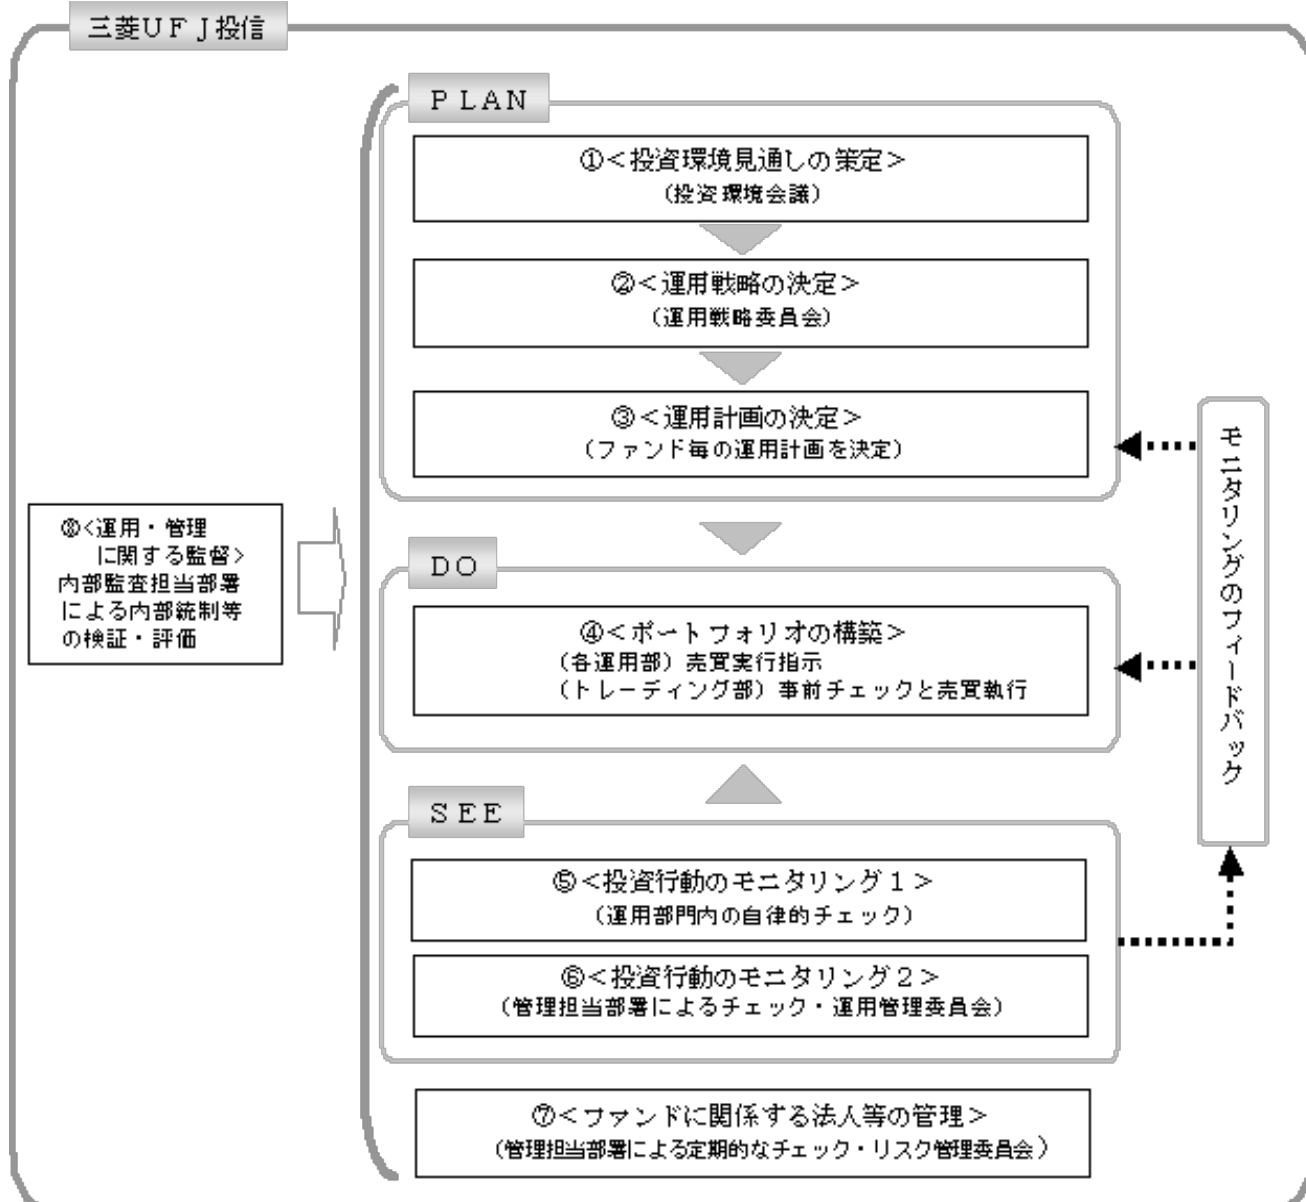 三菱ＵＦＪ投信
ＰＬＡＮ
①＜投資環境見通しの策定＞
（投資環境会議）
②＜運用戦略の決定＞
（運用戦略委員会）
③＜運用計画の決定＞
（ファンド毎の運用計画を決定）
⑧＜運用・管理
に関する監督＞
内部監査担当部署
による内部統制等
の検証・評価
ＤＯ
④＜ポートフォリオの構築＞
（各運用部）売買実行指示
（トレーディング部）事前チェックと売買執行
モニタリングのフィードバック
ＳＥＥ
⑤＜投資行動のモニタリング１＞
（運用部門内の自律的チェック）
⑥＜投資行動のモニタリング２＞
（管理担当部署によるチェック・運用管理委員会）
⑦＜ファンドに関係する法人等の管理＞
（管理担当部署による定期的なチェック・リスク管理委員会）